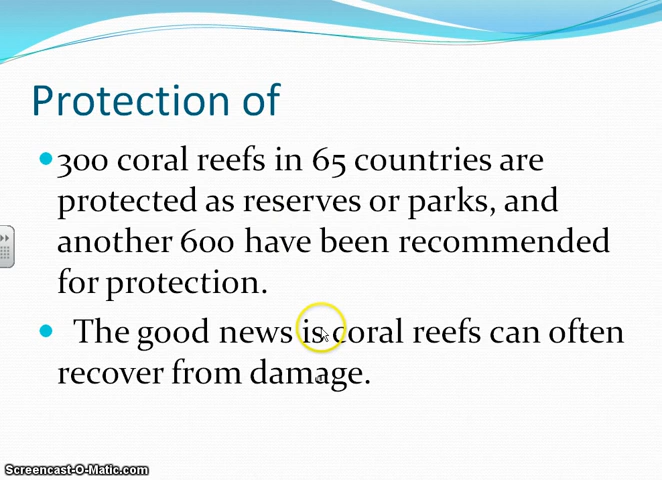 Protection of
300 coral reefs in 65 countries are
protected as reserves or parks, and
another 600 have been recommended
for protection.
The good news is coral reefs can often
recover from damage.
Screencast-O-Matic.com